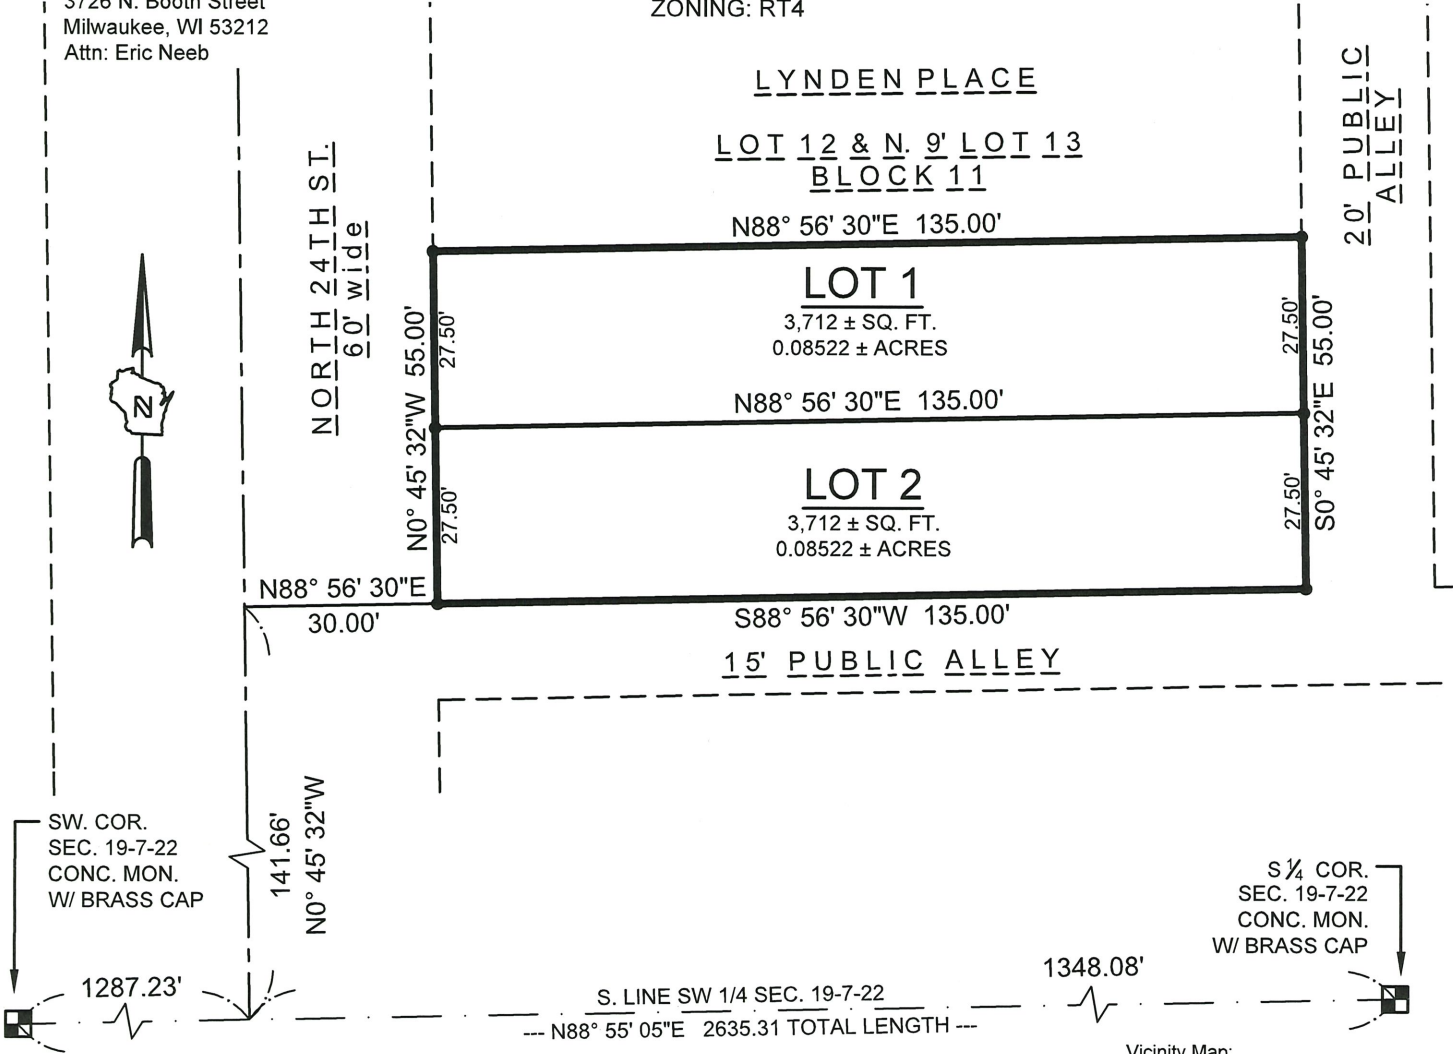 3726 N. Booth Street
Milwaukee, WI 53212
Attn: Eric Neeb
ZONING: RT4
LYNDEN PLACE
LOT 12 & N. 9' LOT 13
BLOCK 11
20' PUBLIC
ALLEY
NORTH 24TH ST.
60' wide
N88° 56' 30"E 135.00'
LOT 1
3,712 ± SQ. FT.
0.08522 ± ACRES
N0° 45' 32"W 55.00'
27.50'
27.50'
S0° 45' 32"E 55.00'
N
N88° 56' 30"E 135.00'
LOT 2
3,712 ± SQ. FT.
0.08522 ± ACRES
27.50'
27.50'
N88° 56' 30"E
30.00'
S88° 56' 30"W 135.00'
15' PUBLIC ALLEY
141.66'
N0° 45' 32"W
SW. COR.
SEC. 19-7-22
CONC. MON.
W/ BRASS CAP
S 1/4 COR.
SEC. 19-7-22
CONC. MON.
W/ BRASS CAP
1287.23'
1348.08'
S. LINE SW 1/4 SEC. 19-7-22
--- N88° 55' 05"E 2635.31 TOTAL LENGTH ---
Vicinity Map: